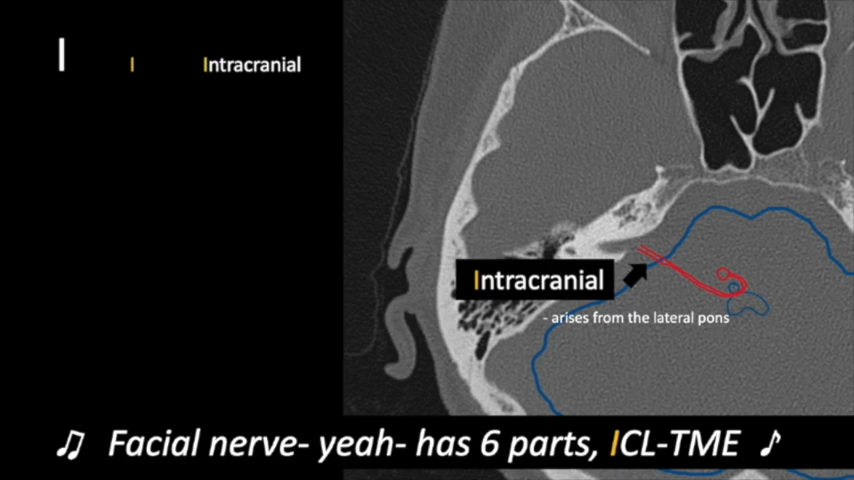 I I Intracranial
Intracranial
- arises from the lateral pons
♫ Facial nerve- yeah- has 6 parts, ICL-TME ♪